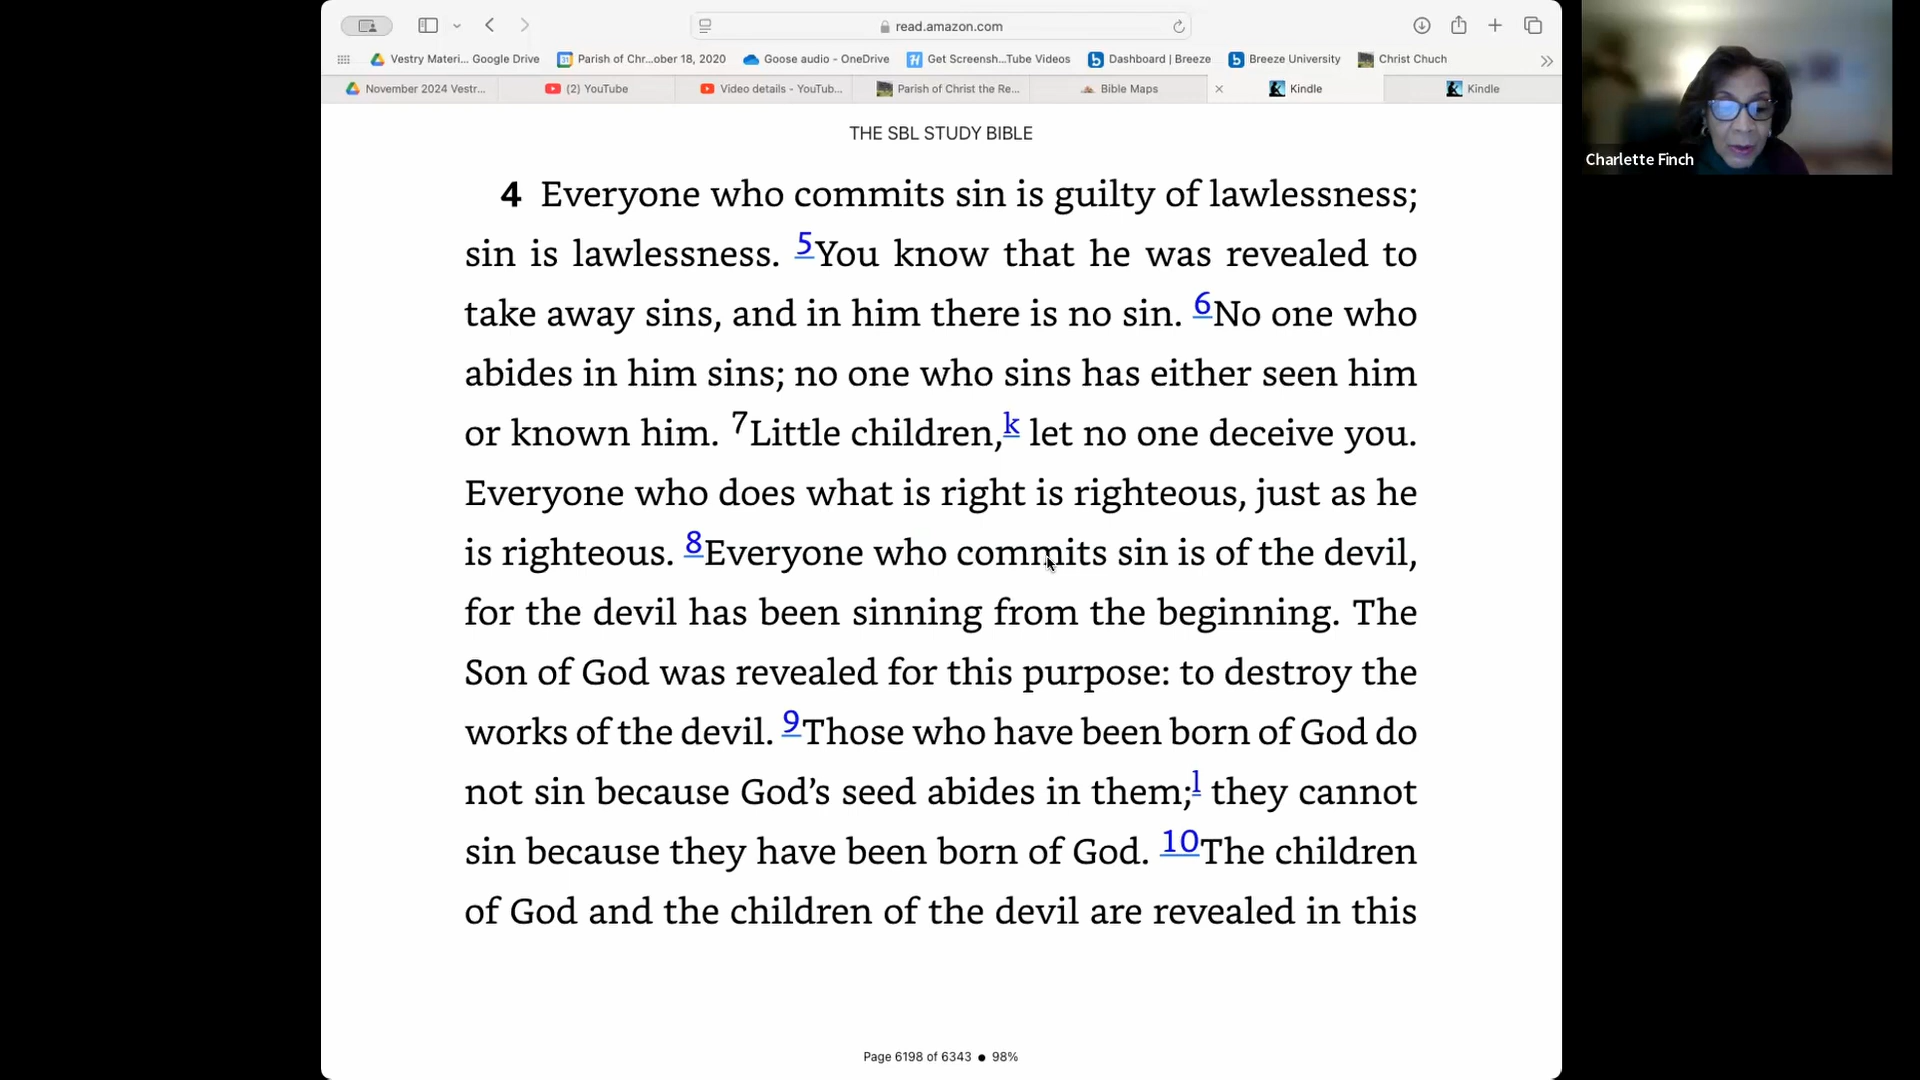 read.amazon.com
Vestry Materi... Google Drive
Parish of Chr...ober 18, 2020
Goose audio - OneDrive
Get Screensh...Tube Videos
Dashboard | Breeze
Breeze University
Christ Chuch
November 2024 Vestr...
(2) YouTube
Video details - YouTub...
Parish of Christ the Re...
Bible Maps
Kindle
Kindle
Charlette Finch
THE SBL STUDY BIBLE
4 Everyone who commits sin is guilty of lawlessness;
sin is lawlessness. 5You know that he was revealed to
take away sins, and in him there is no sin. 6No one who
abides in him sins; no one who sins has either seen him
or known him. 7Little children,k let no one deceive you.
Everyone who does what is right is righteous, just as he
is righteous. 8Everyone who commits sin is of the devil,
for the devil has been sinning from the beginning. The
Son of God was revealed for this purpose: to destroy the
works of the devil. 9Those who have been born of God do
not sin because God’s seed abides in them;l they cannot
sin because they have been born of God. 10The children
of God and the children of the devil are revealed in this
Page 6198 of 6343 ● 98%